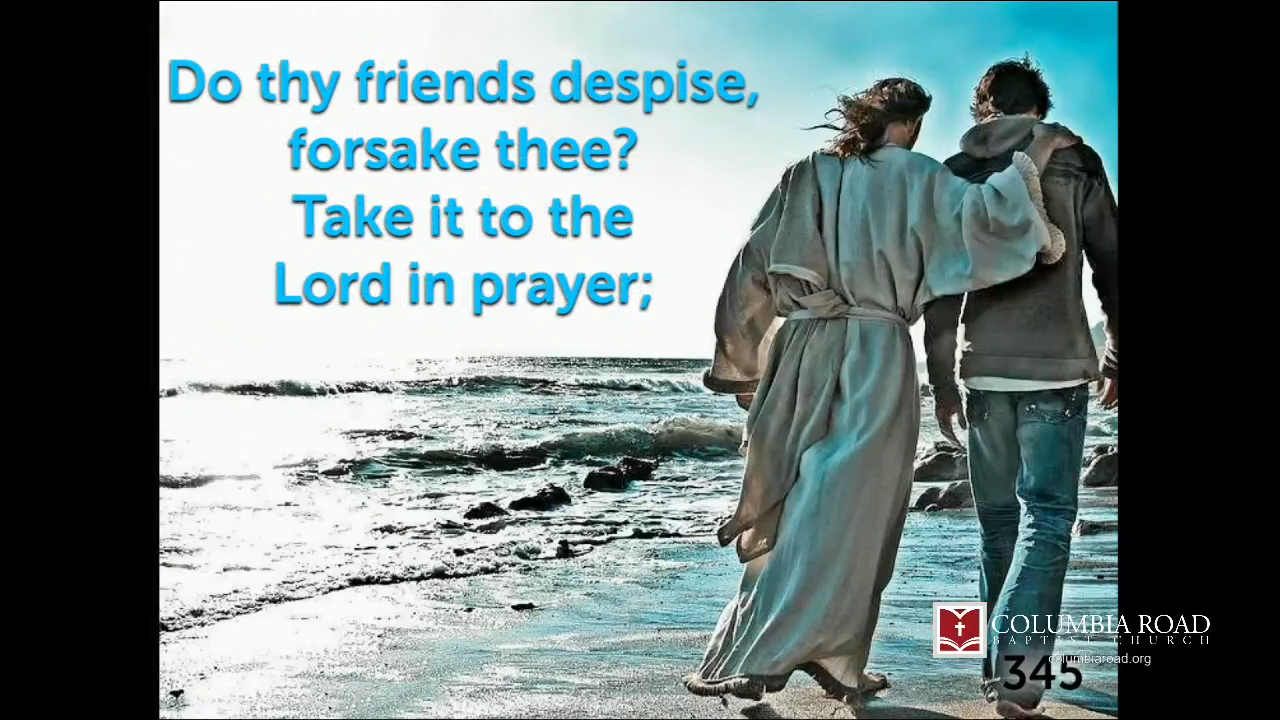 Do thy friends despise,
forsake thee?
Take it to the
Lord in prayer;
COLUMBIA ROAD
BAPTIST CHURCH
columbiaroad.org
345